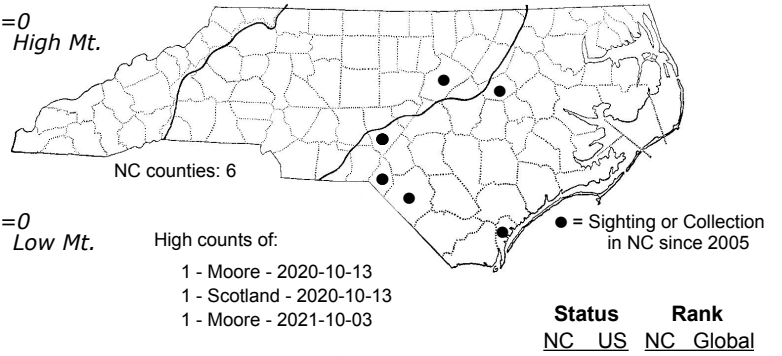 =0
High Mt.
NC counties: 6
=0
Low Mt.
High counts of:
1 - Moore - 2020-10-13
1 - Scotland - 2020-10-13
1 - Moore - 2021-10-03
● = Sighting or Collection
in NC since 2005
Status Rank
NC US NC Global